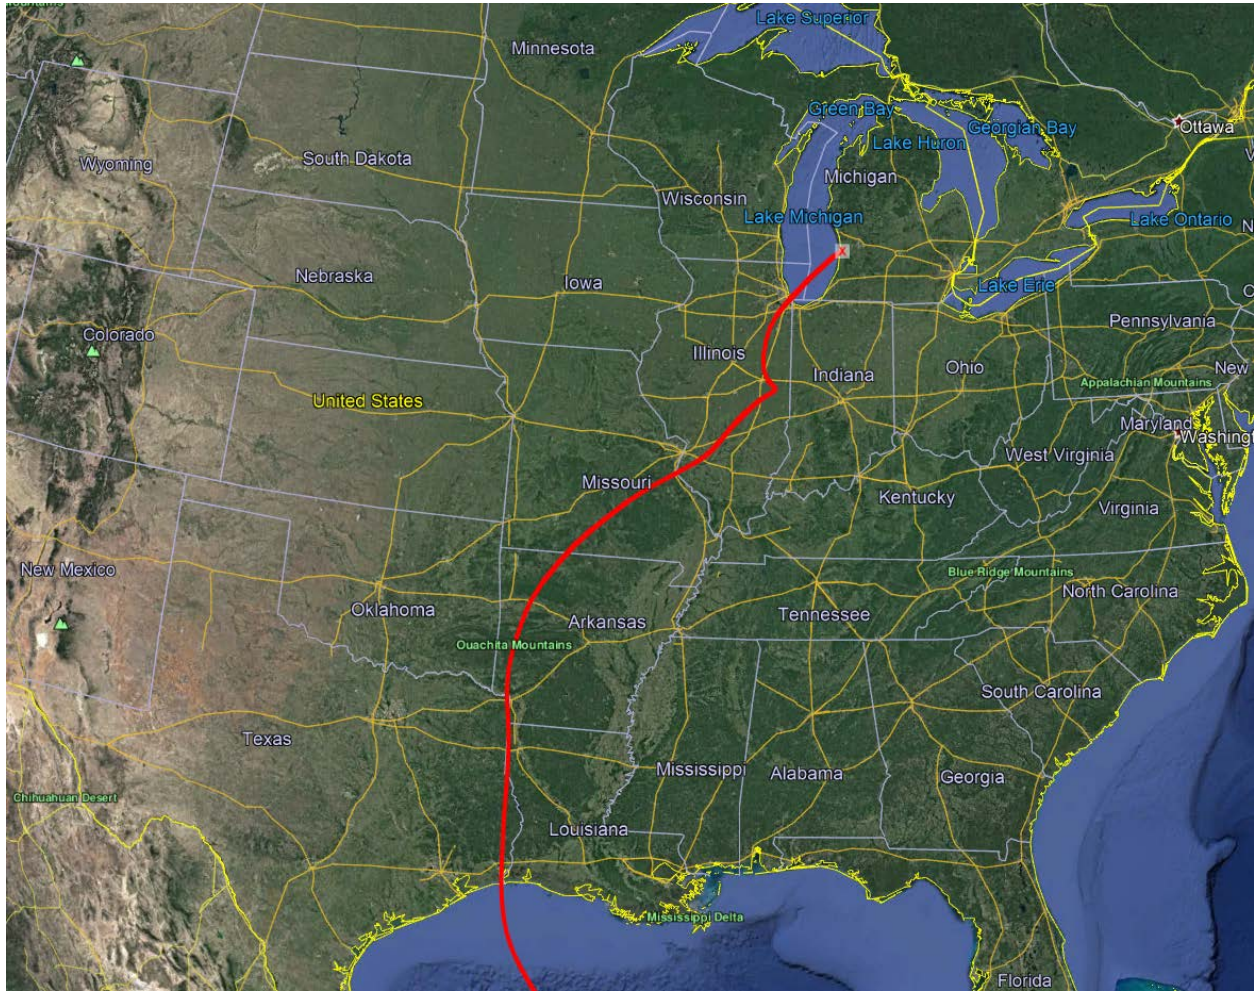 ountains
Lake Superior
Minnesota
Green Bay
Georgian Bay
Ottawa
Lake Huron
Wyoming
South Dakota
Michigan
Wisconsin
Lake Michigan
Lake Ontario
N
Nebraska
Iowa
Lake Erie
C
Colorado
Pennsylvania
Illinois
Indiana
Ohio
New
Appalachian Mountains
United States
Maryland
Washingt
West Virginia
Missouri
Kentucky
Virginia
New Mexico
Blue Ridge Mountains
North Carolina
Oklahoma
Arkansas
Tennessee
Ouachita Mountains
South Carolina
Texas
Mississippi
Alabama
Georgia
Chihuahuan Desert
Louisiana
Mississippi Delta
Florida
X